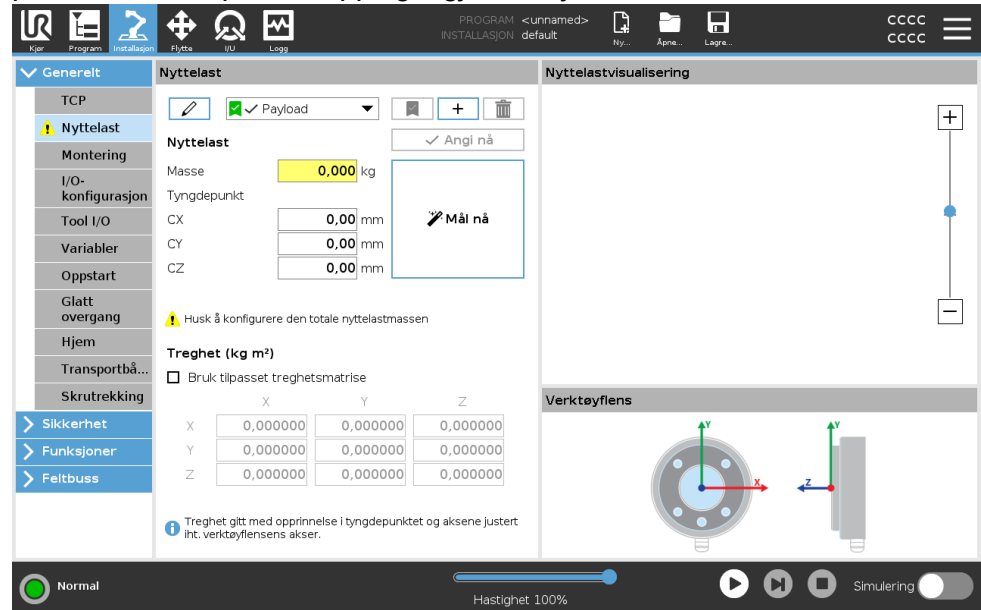 PROGRAM <unnamed>
INSTALLASJON default
CCCC
CCCC
Kjør
Program
Installasjon
Flytte
I/U
Logg
Ny...
Åpne...
Lagre...
Generelt
TCP
Nyttelast
Montering
I/O-
konfigurasjon
Tool I/O
Variabler
Oppstart
Glatt
overgang
Hjem
Transportbå...
Skrutrekking
Sikkerhet
Funksjoner
Feltbuss
Nyttelast
Payload
Nyttelast
Angi nå
Masse 0,000 kg
Tyngdepunkt
CX 0,00 mm
CY 0,00 mm
CZ 0,00 mm
Mål nå
Husk å konfigurere den totale nyttelastmassen
Treghet (kg m²)
Bruk tilpasset treghetsmatrise
X Y Z
X 0,000000 0,000000 0,000000
Y 0,000000 0,000000 0,000000
Z 0,000000 0,000000 0,000000
Treghet gitt med opprinnelse i tyngdepunktet og aksene justert
iht. verktøyflensens akser.
Nyttelastvisualisering
Verktøyflens
Y
X
Y
Z
Normal
Hastighet 100%
Simulering